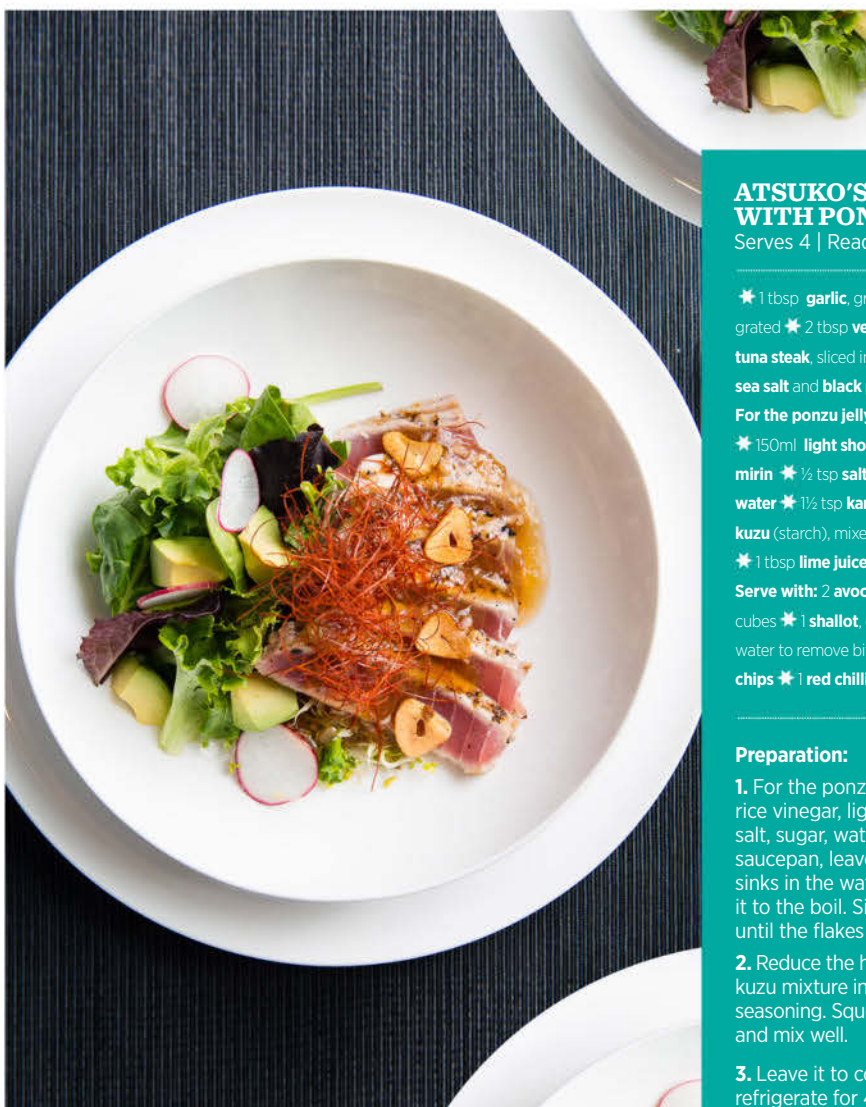 ATSUKO'S
WITH PON
Serves 4 | Read
✷ 1 tbsp garlic, gr
grated ✷ 2 tbsp ve
tuna steak, sliced in
sea salt and black
For the ponzu jelly
✷ 150ml light sho
mirin ✷ ½ tsp salt
water ✷ 1½ tsp kan
kuzu (starch), mixe
✷ 1 tbsp lime juice
Serve with: 2 avoc
cubes ✷ 1 shallot,
water to remove bi
chips ✷ 1 red chilli
Preparation:
1. For the ponz
rice vinegar, lig
salt, sugar, wat
saucepan, leave
sinks in the wa
it to the boil. Si
until the flakes
2. Reduce the h
kuzu mixture in
seasoning. Squ
and mix well.
3. Leave it to co
refrigerate for